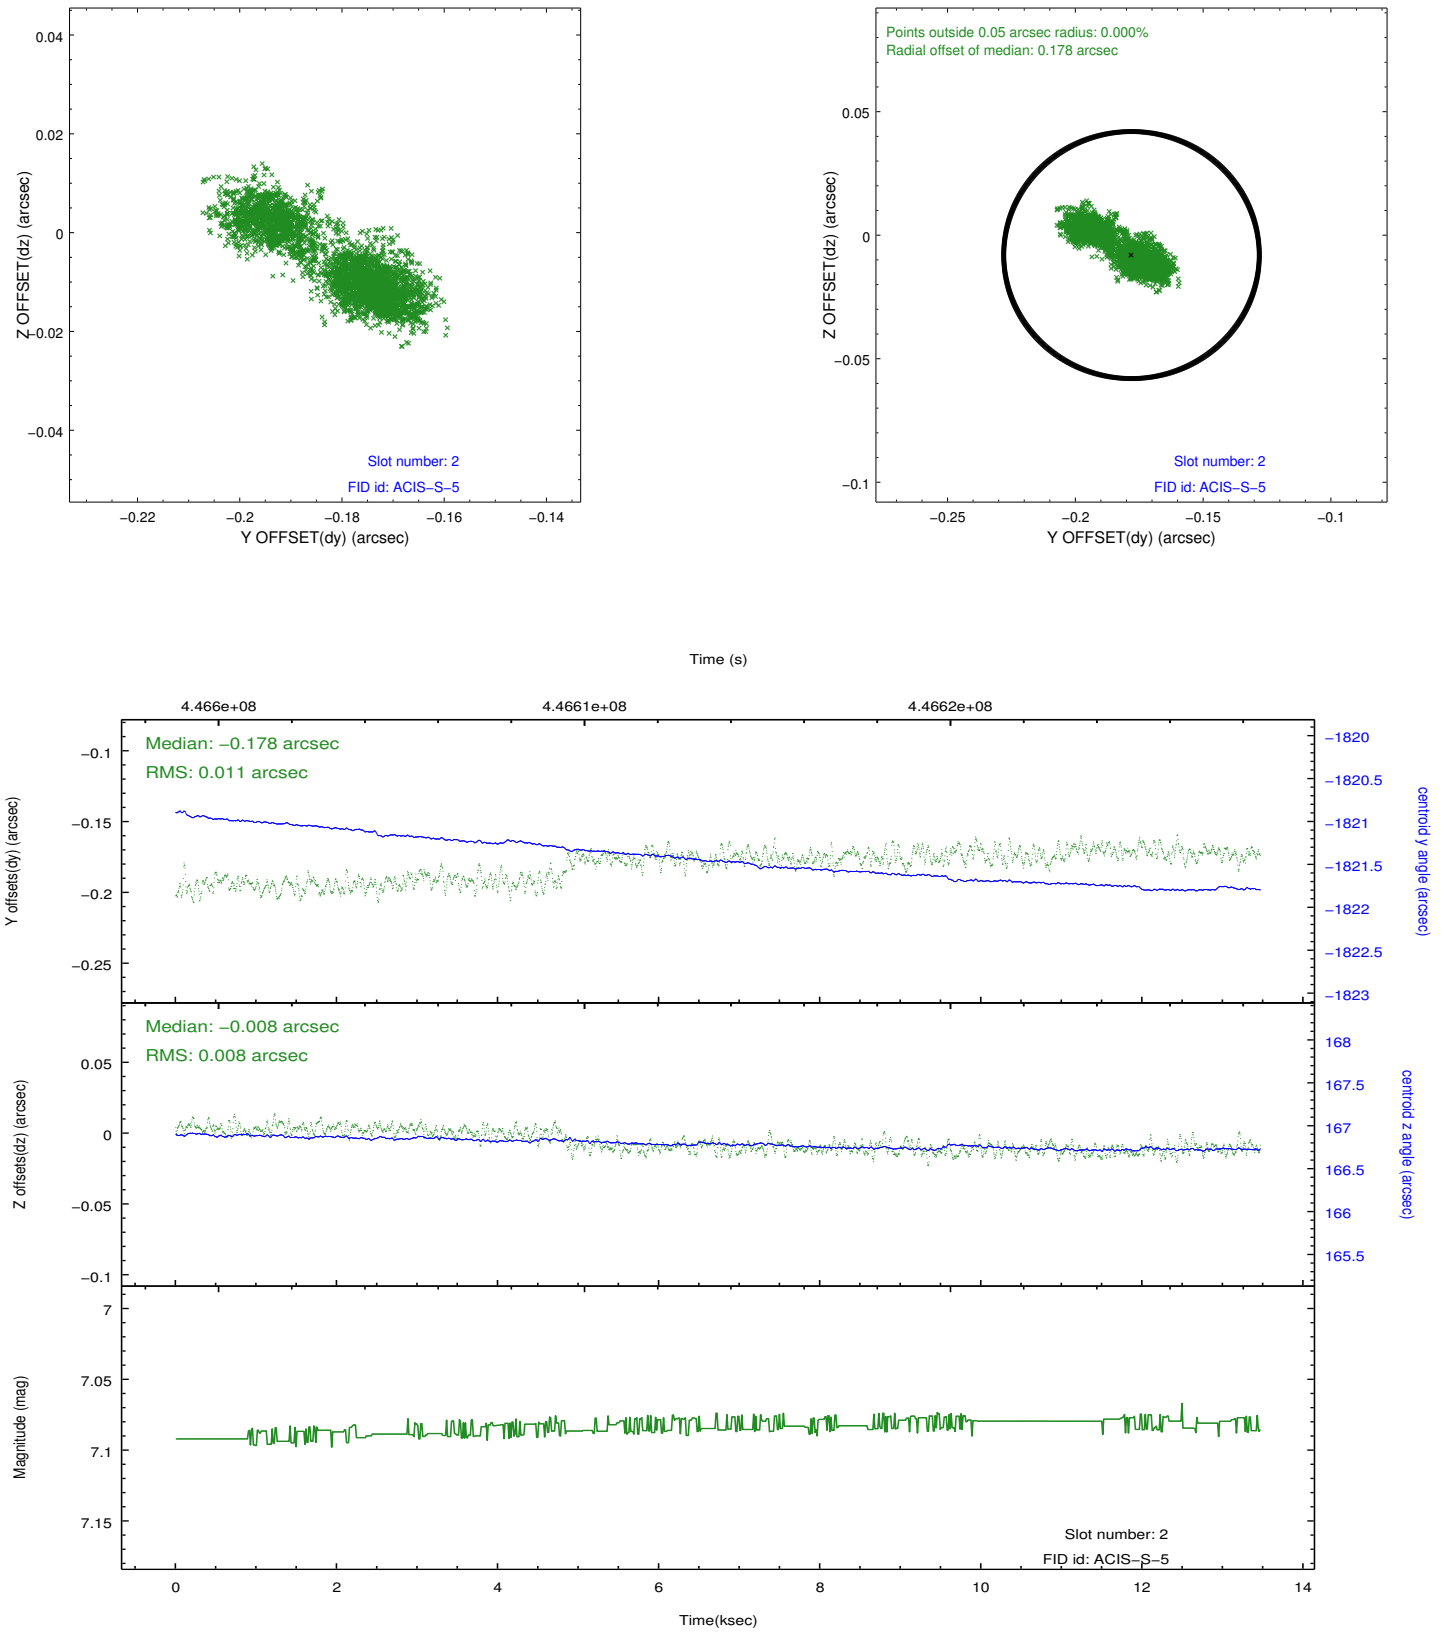 0.04
0.02
0
−0.02
−0.04
Z OFFSET(dz) (arcsec)
Slot number: 2
FID id: ACIS−S−5
−0.22 −0.2 −0.18 −0.16 −0.14
Y OFFSET(dy) (arcsec)
Points outside 0.05 arcsec radius: 0.000%
Radial offset of median: 0.178 arcsec
0.05
0
−0.05
−0.1
Z OFFSET(dz) (arcsec)
Slot number: 2
FID id: ACIS−S−5
−0.25 −0.2 −0.15 −0.1
Y OFFSET(dy) (arcsec)
Time (s)
4.466e+08 4.4661e+08 4.4662e+08
Median: −0.178 arcsec
RMS: 0.011 arcsec
−0.1
−0.15
−0.2
−0.25
Y offsets(dy) (arcsec)
−1820
−1820.5
−1821
−1821.5
−1822
−1822.5
−1823
centroid y angle (arcsec)
Median: −0.008 arcsec
RMS: 0.008 arcsec
0.05
0
−0.05
−0.1
Z offsets(dz) (arcsec)
168
167.5
167
166.5
166
165.5
centroid z angle (arcsec)
7
7.05
7.1
7.15
Magnitude (mag)
Slot number: 2
FID id: ACIS−S−5
0 2 4 6 8 10 12 14
Time(ksec)